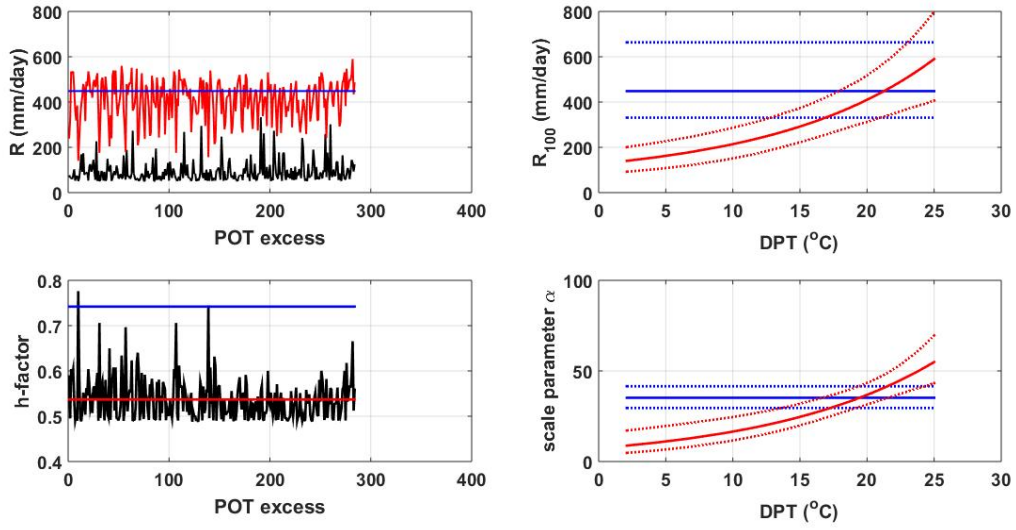 800
600
400
200
0
R (mm/day)
0 100 200 300 400
POT excess
800
600
400
200
0
R100 (mm/day)
0 5 10 15 20 25 30
DPT (oC)
0.8
0.7
0.6
0.5
0.4
h-factor
0 100 200 300 400
POT excess
100
50
0
scale parameter α
0 5 10 15 20 25 30
DPT (oC)